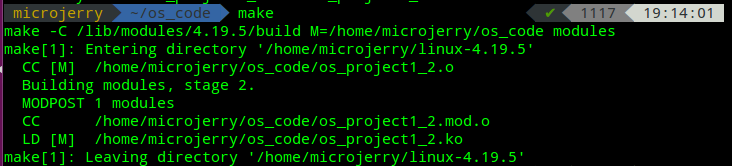 microjerry ~/os_code make ✔ 1117 19:14:01
make -C /lib/modules/4.19.5/build M=/home/microjerry/os_code modules
make[1]: Entering directory '/home/microjerry/linux-4.19.5'
  CC [M]  /home/microjerry/os_code/os_project1_2.o
  Building modules, stage 2.
  MODPOST 1 modules
  CC      /home/microjerry/os_code/os_project1_2.mod.o
  LD [M]  /home/microjerry/os_code/os_project1_2.ko
make[1]: Leaving directory '/home/microjerry/linux-4.19.5'